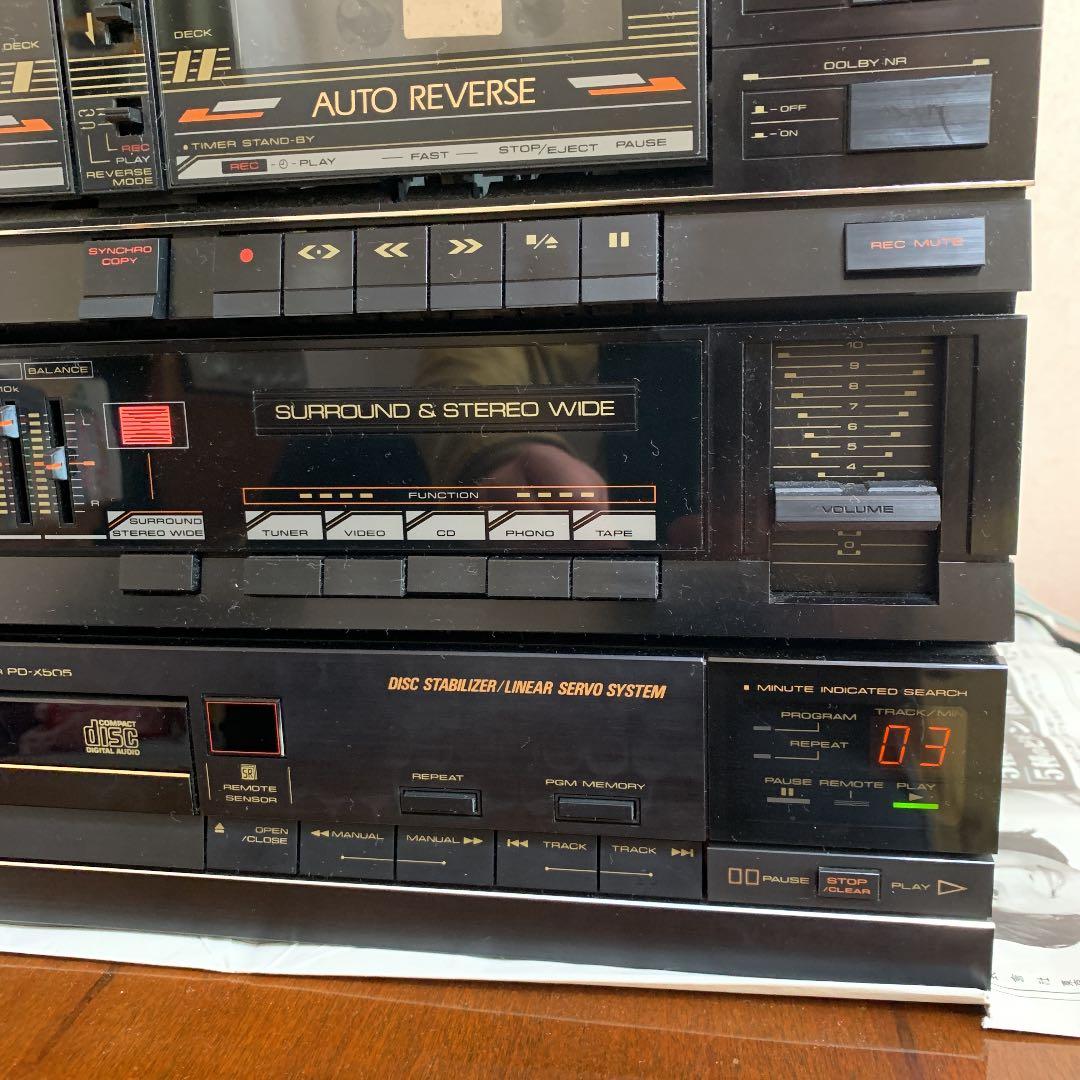 DECK
DECK
AUTO REVERSE
TIMER STAND-BY
REC - PLAY
FAST
STOP/EJECT
PAUSE
REC
PLAY
REVERSE
MODE
DOLBY NR
OFF
ON
SYNCHRO
COPY
REC MUTE
BALANCE
L
R
SURROUND & STEREO WIDE
FUNCTION
SURROUND
STEREO WIDE
TUNER
VIDEO
CD
PHONO
TAPE
10
9
8
7
6
5
4
VOLUME
0
PD-X505
COMPACT
disc
DIGITAL AUDIO
SR
REMOTE
SENSOR
DISC STABILIZER/LINEAR SERVO SYSTEM
REPEAT
PGM MEMORY
OPEN
/CLOSE
MANUAL
MANUAL
TRACK
TRACK
MINUTE INDICATED SEARCH
PROGRAM
TRACK/MIN
REPEAT
03
PAUSE
REMOTE
PLAY
PAUSE
STOP
/CLEAR
PLAY